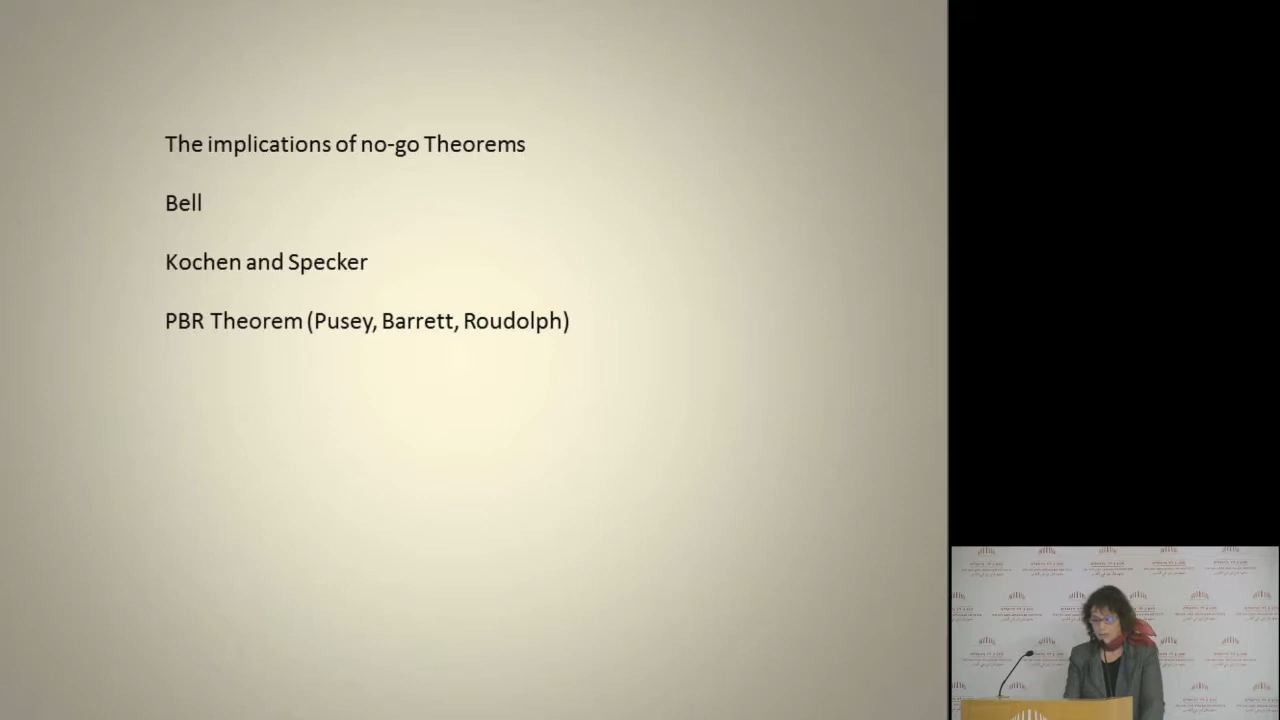 The implications of no-go Theorems
Bell
Kochen and Specker
PBR Theorem (Pusey, Barrett, Roudolph)